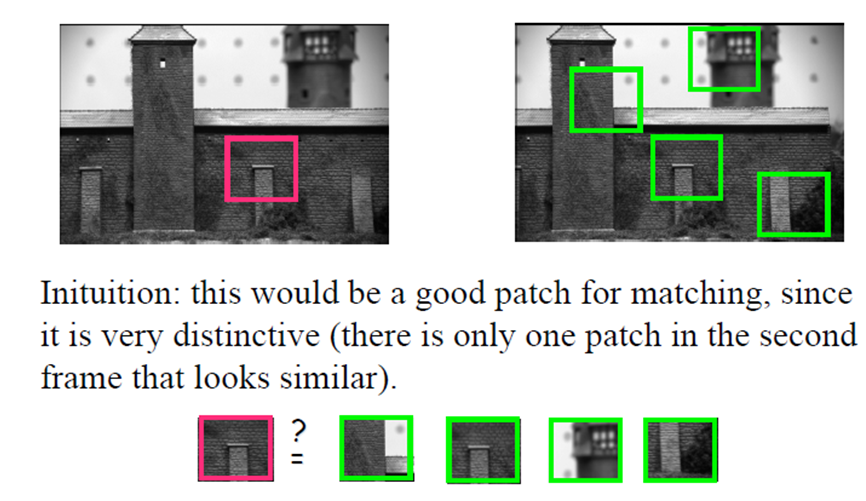 Inituition: this would be a good patch for matching, since
it is very distinctive (there is only one patch in the second
frame that looks similar).
?
=